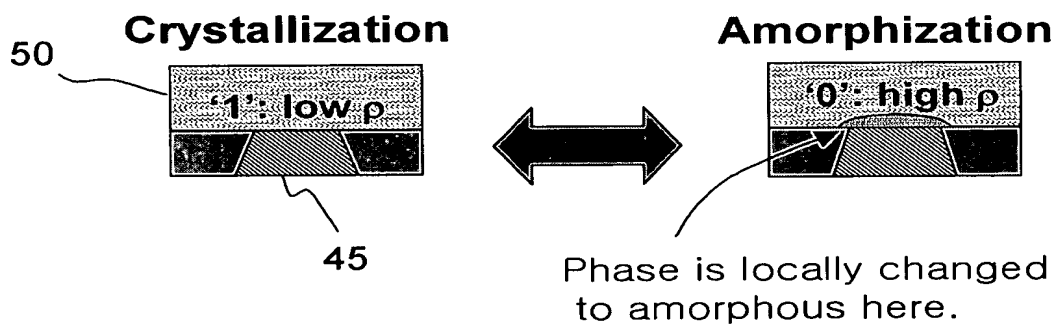 Crystallization
Amorphization
50
'1': low ρ
'0': high ρ
45
Phase is locally changed
to amorphous here.